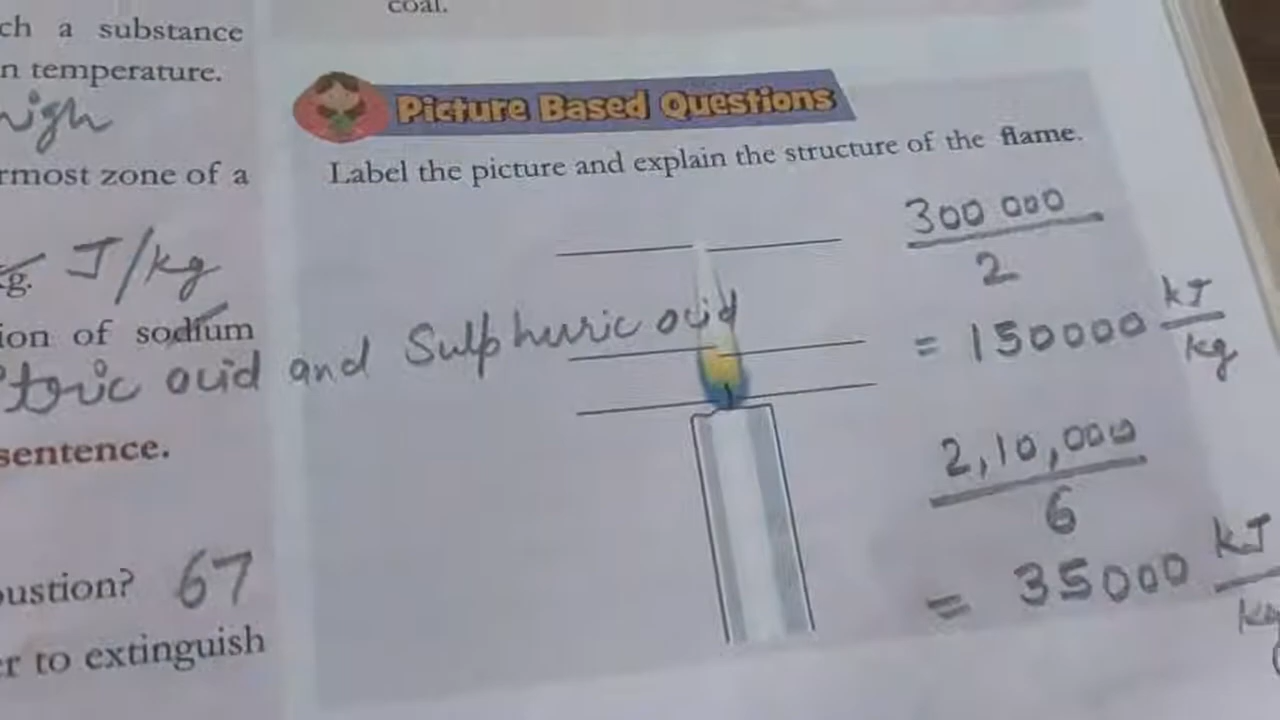 ch a substance
n temperature.
high
rmost zone of a
g. J/kg
ion of sodium
toric acid and Sulphuric acid
sentence.
bustion? 67
er to extinguish
coal.
Picture Based Questions
Label the picture and explain the structure of the flame.
300 000
2
= 150000 kJ
kg
2,10,000
6
= 35000 kJ
kg